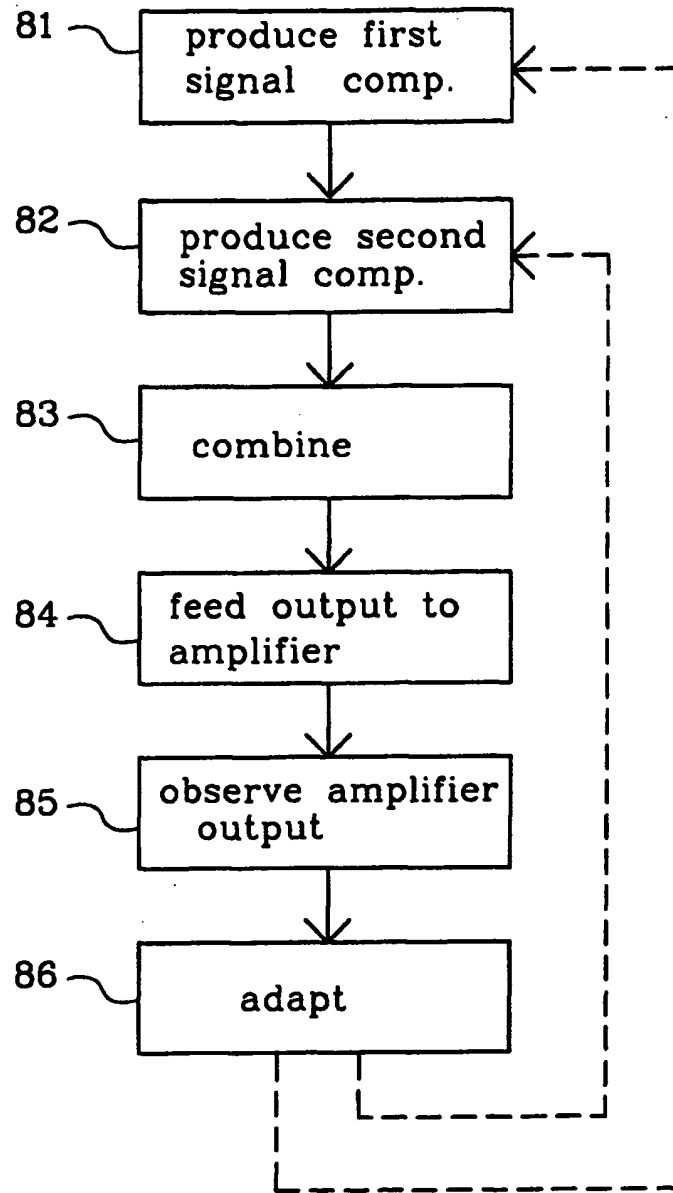 81
produce first
signal comp.
82
produce second
signal comp.
83
combine
84
feed output to
amplifier
85
observe amplifier
output
86
adapt